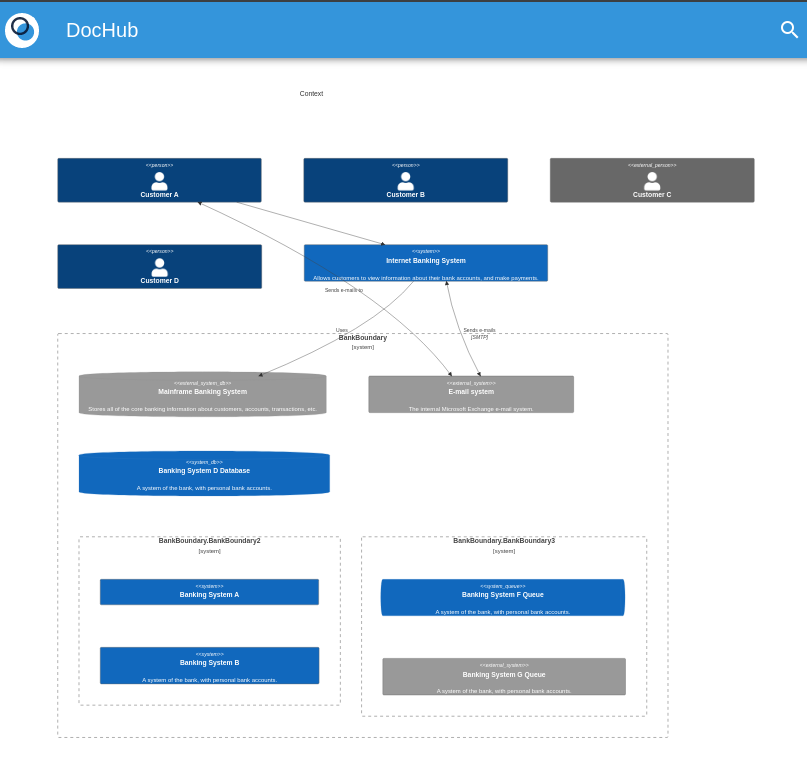 DocHub
Context
<<person>>
Customer A
<<person>>
Customer B
<<external_person>>
Customer C
<<person>>
Customer D
<<system>>
Internet Banking System
Allows customers to view information about their bank accounts, and make payments.
Sends e-mails to
Uses
Sends e-mails
[SMTP]
BankBoundary
[system]
<<external_system_db>>
Mainframe Banking System
Stores all of the core banking information about customers, accounts, transactions, etc.
<<external_system>>
E-mail system
The internal Microsoft Exchange e-mail system.
<<system_db>>
Banking System D Database
A system of the bank, with personal bank accounts.
BankBoundary.BankBoundary2
[system]
<<system>>
Banking System A
<<system>>
Banking System B
A system of the bank, with personal bank accounts.
BankBoundary.BankBoundary3
[system]
<<system_queue>>
Banking System F Queue
A system of the bank, with personal bank accounts.
<<external_system>>
Banking System G Queue
A system of the bank, with personal bank accounts.